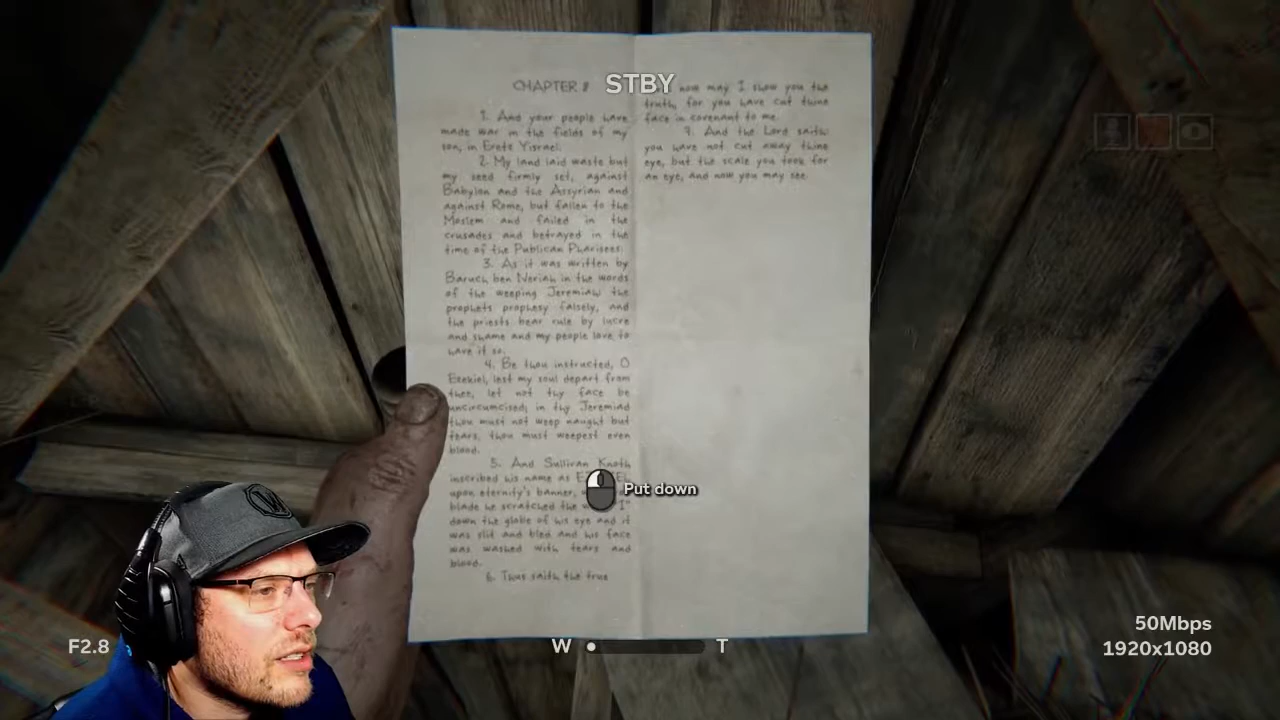 CHAPTER 8
1. And your people have
made war in the fields of my
son, in Eretz Yisrael.
2. My land laid waste but
my seed firmly set, against
Babylon and the Assyrian and
against Rome, but fallen to the
Moslem and failed in the
crusades and betrayed in the
time of the Publican Pharisees.
3. As it was written by
Baruch ben Neriah in the words
of the weeping Jeremiah the
prophets prophesy falsely, and
the priests bear rule by lucre
and shame and my people love to
have it so.
4. Be thou instructed, O
Ezekiel, lest my soul depart from
thee, let not thy face be
uncircumcised; in thy Jeremiad
thou must not weep naught but
tears, thou must weepest even
blood.
5. And Sullivan Knoth
inscribed his name as
upon eternity's banner,
blade he scratched the
down the globe of his eye and it
was slit and bled and his face
was washed with tears and
blood.
6. Thus saith the true
now may I show you the
truth, for you have cut thine
face in covenant to me.
7. And the Lord saith:
you have not cut away thine
eye, but the scale you took for
an eye, and now you may see.
STBY
Put down
F2.8
W
T
50Mbps
1920x1080